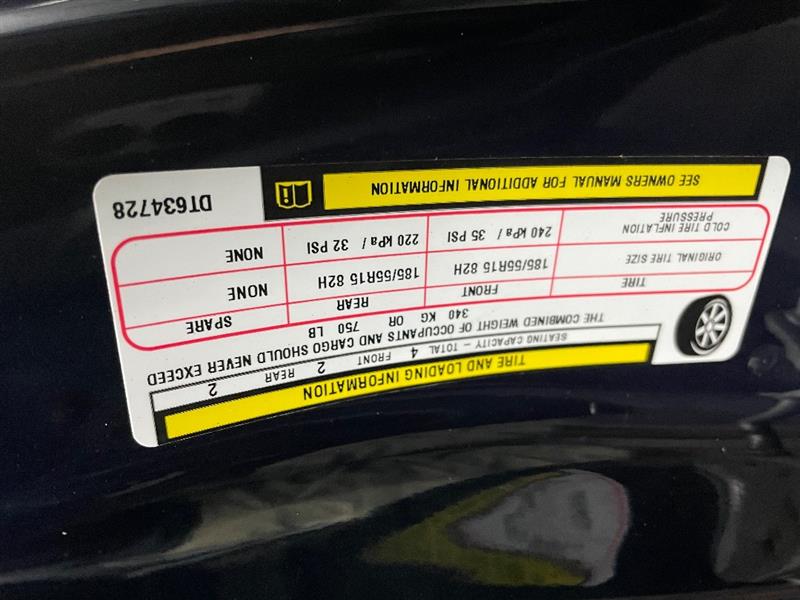 TIRE AND LOADING INFORMATION
SEATING CAPACITY – TOTAL 4 FRONT 2 REAR 2
THE COMBINED WEIGHT OF OCCUPANTS AND CARGO SHOULD NEVER EXCEED
340 KG OR 750 LB
TIRE FRONT REAR SPARE
ORIGINAL TIRE SIZE 185/55R15 82H 185/55R15 82H NONE
COLD TIRE INFLATION PRESSURE 240 kPa / 35 PSI 220 kPa / 32 PSI NONE
SEE OWNERS MANUAL FOR ADDITIONAL INFORMATION
DT634728